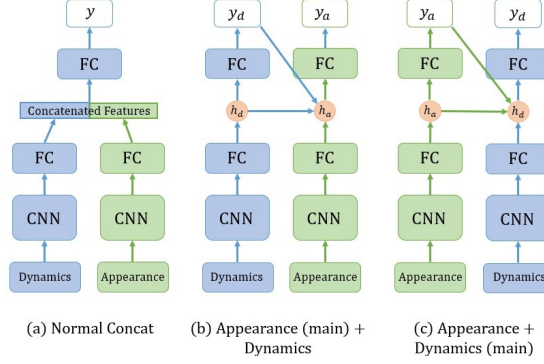 y
FC
Concatenated Features
FC
FC
CNN
CNN
Dynamics
Appearance
(a) Normal Concat
y_d
y_a
FC
FC
h_d
h_a
FC
FC
CNN
CNN
Dynamics
Appearance
(b) Appearance (main) +
Dynamics
y_a
y_d
FC
FC
h_a
h_d
FC
FC
CNN
CNN
Appearance
Dynamics
(c) Appearance +
Dynamics (main)